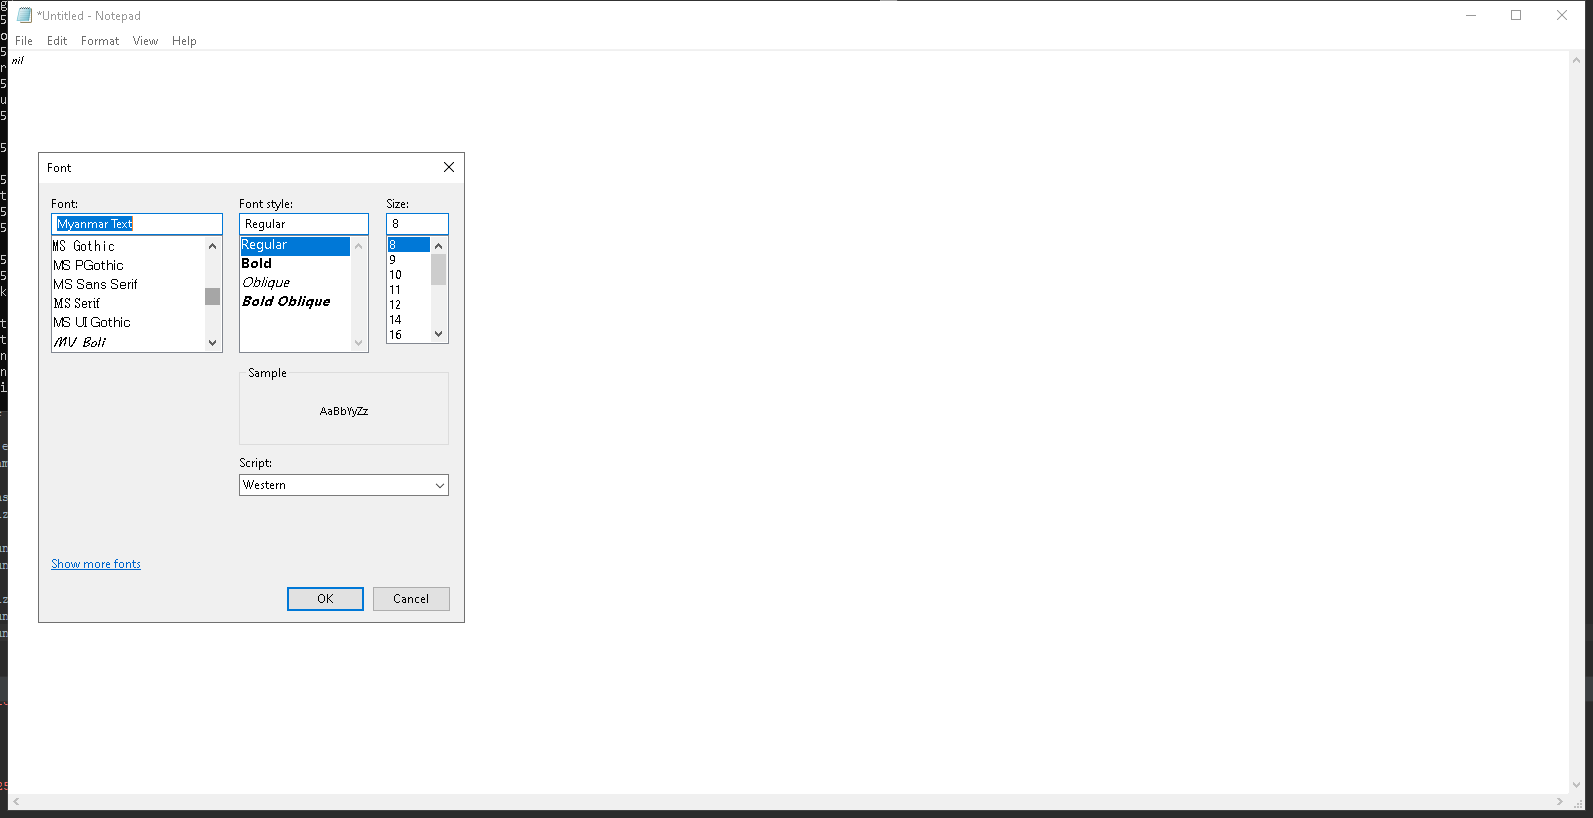 *Untitled - Notepad
File Edit Format View Help
nil
Font
Font: Font style: Size:
Myanmar Text Regular 8
MS Gothic
MS PGothic
MS Sans Serif
MS Serif
MS UI Gothic
MV Boli
Regular
Bold
Oblique
Bold Oblique
8
9
10
11
12
14
16
Sample
AaBbYyZz
Script:
Western
Show more fonts
OK Cancel